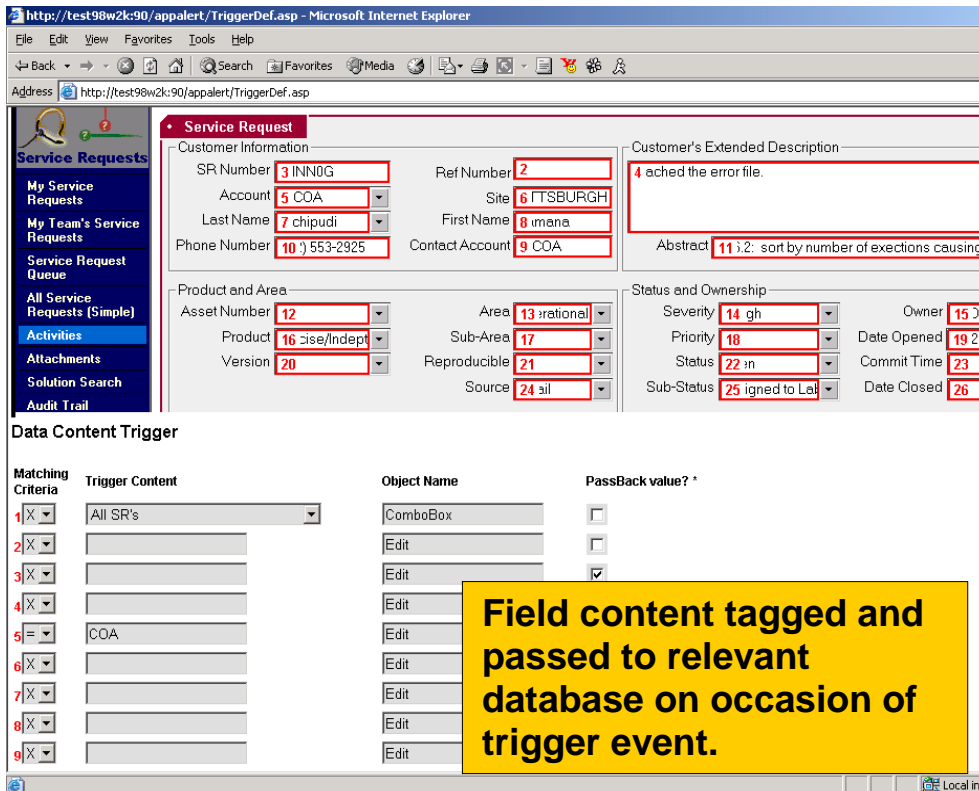 http://test98w2k:90/appalert/TriggerDef.asp - Microsoft Internet Explorer
File Edit View Favorites Tools Help
Back Search Favorites Media
Address http://test98w2k:90/appalert/TriggerDef.asp
Service Requests
My Service Requests
My Team's Service Requests
Service Request Queue
All Service Requests (Simple)
Activities
Attachments
Solution Search
Audit Trail
Service Request
Customer Information
SR Number 3 INN0G Ref Number 2
Account 5 COA Site 6 TTSBURGH
Last Name 7 chipudi First Name 8 umana
Phone Number 10 ) 553-2925 Contact Account 9 COA
Customer's Extended Description
4 ached the error file.
Abstract 11 .2: sort by number of exections causing
Product and Area
Asset Number 12 Area 13 erational
Product 16 cise/Indept Sub-Area 17
Version 20 Reproducible 21
Source 24 ail
Status and Ownership
Severity 14 gh Owner 15
Priority 18 Date Opened 19 2
Status 22 en Commit Time 23
Sub-Status 25 igned to Lab Date Closed 26
Data Content Trigger
Matching Criteria Trigger Content Object Name PassBack value? *
1 X All SR's ComboBox
2 X Edit
3 X Edit
4 X Edit
5 = COA Edit
6 X Edit
7 X Edit
8 X Edit
9 X Edit
Field content tagged and
passed to relevant
database on occasion of
trigger event.
Local in